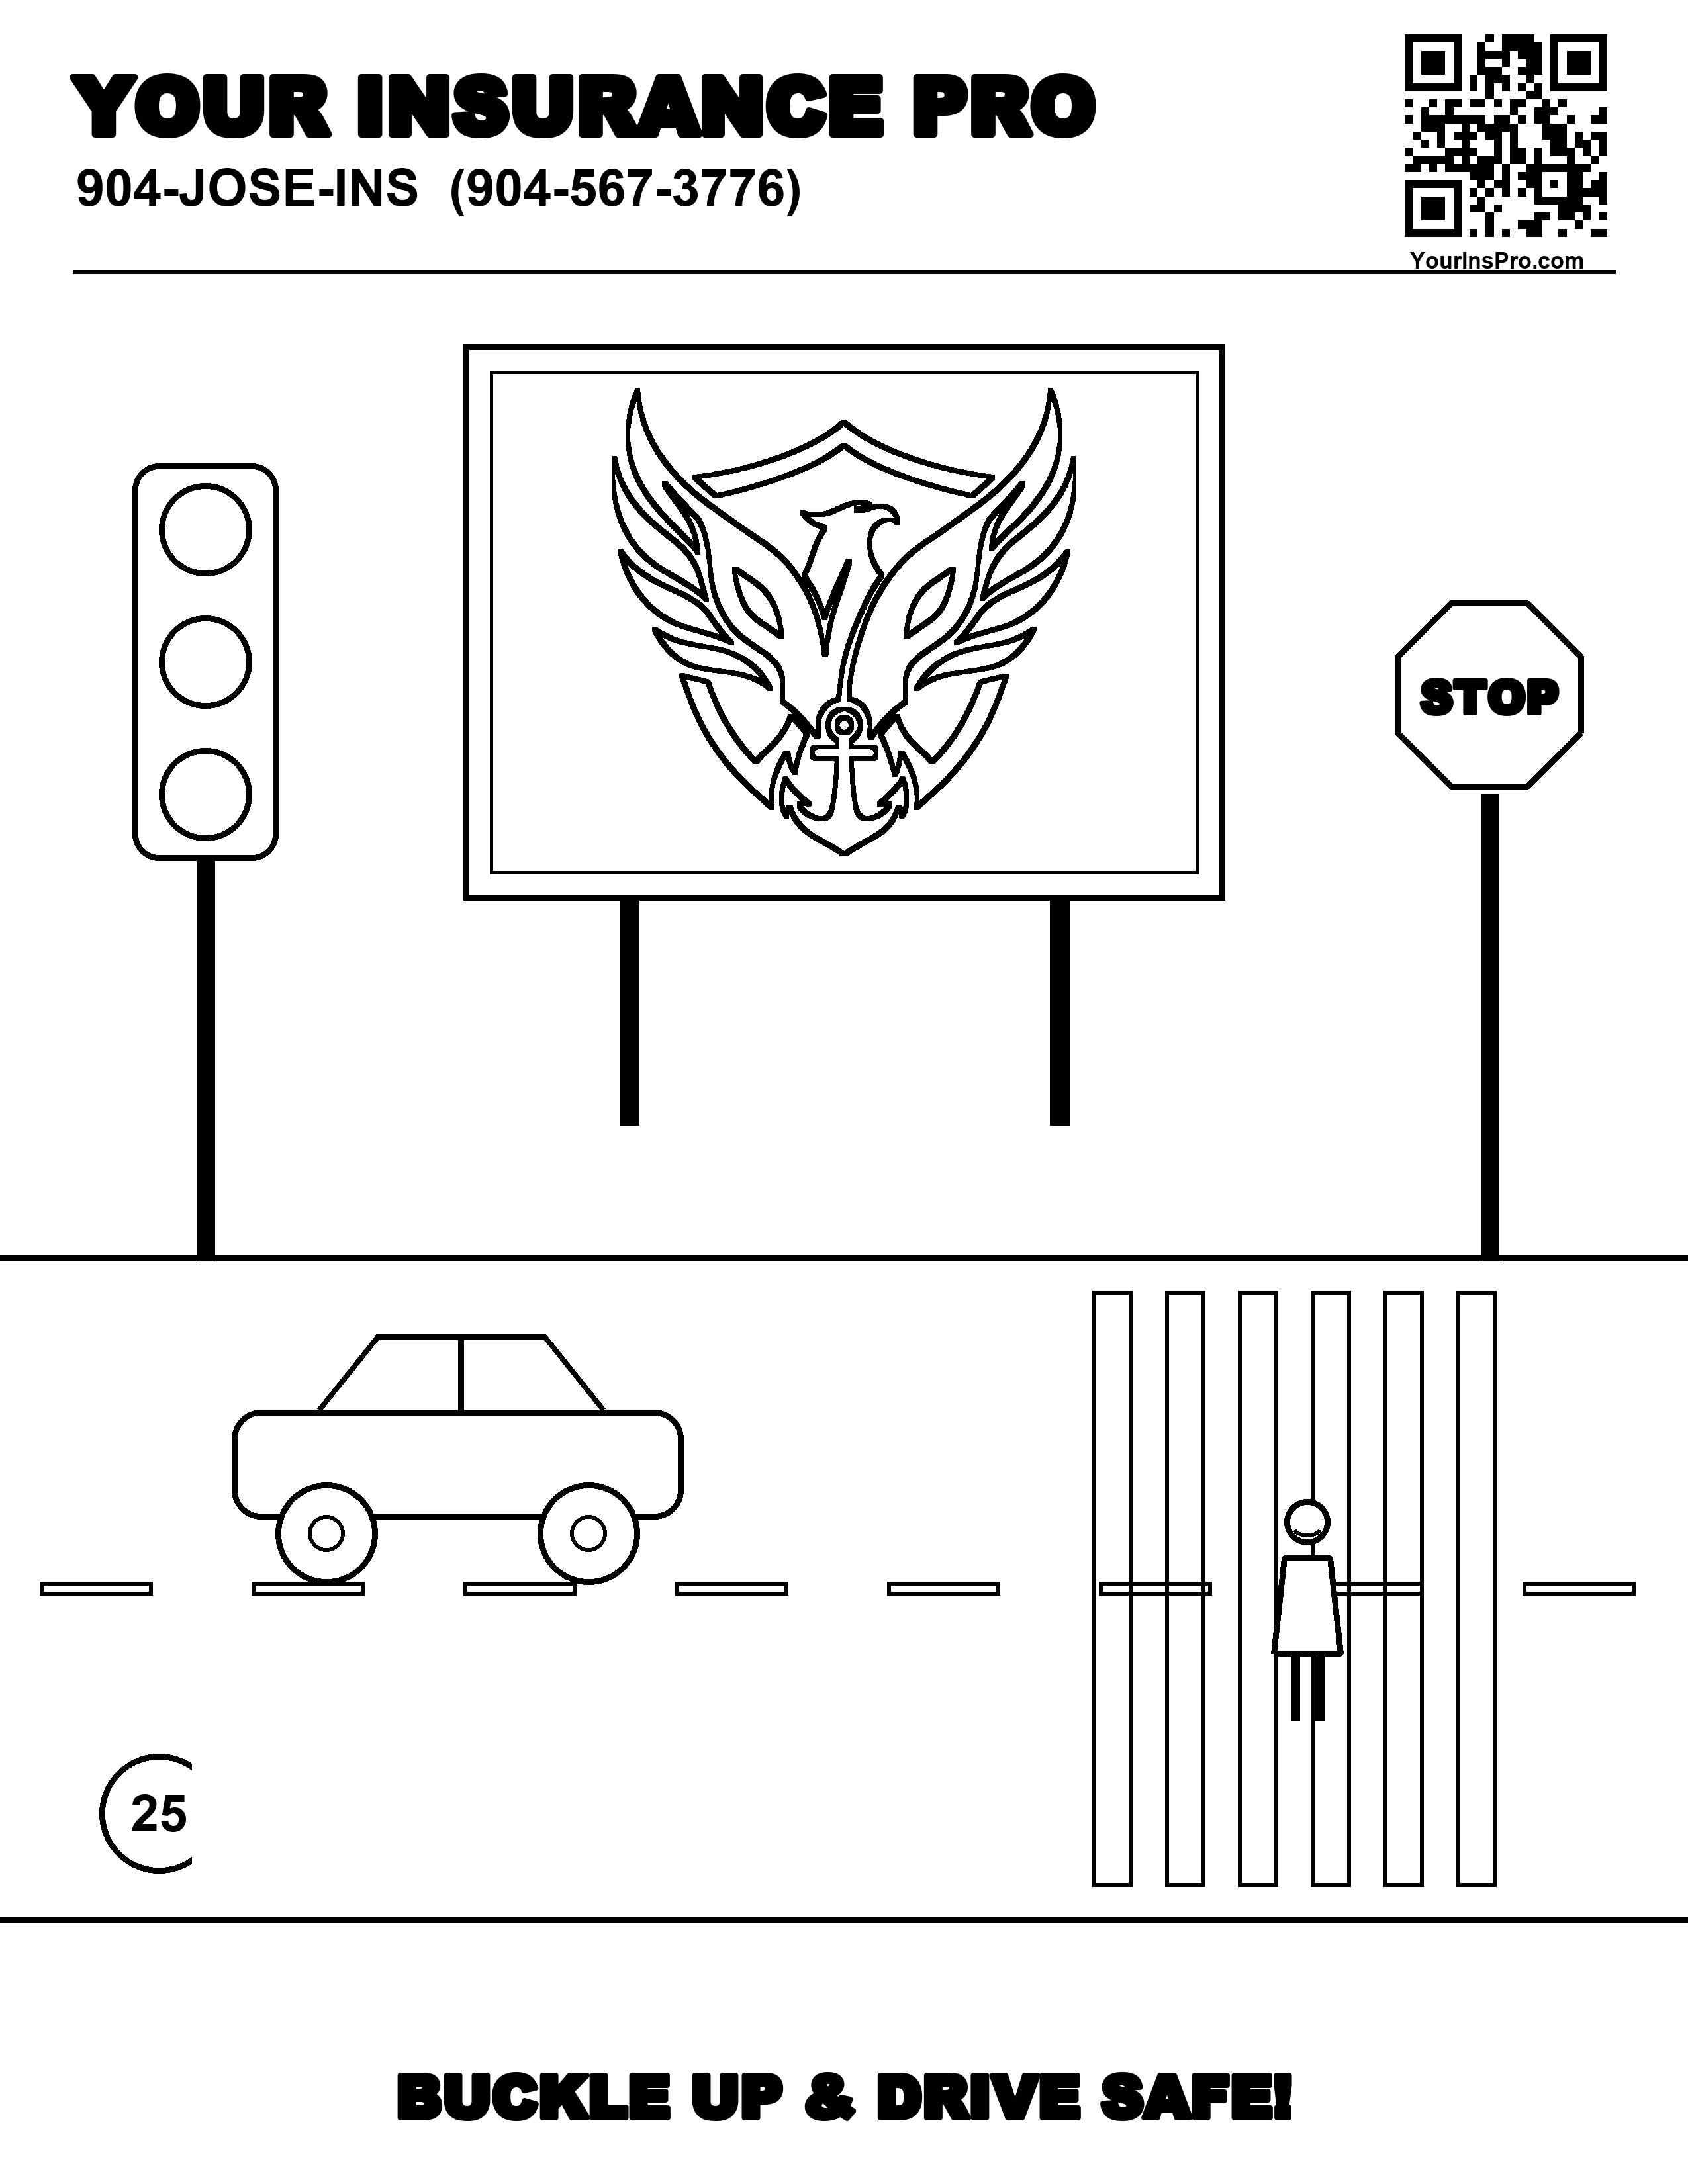 YOUR INSURANCE PRO
904-JOSE-INS (904-567-3776)
YourInsPro.com
STOP
25
BUCKLE UP & DRIVE SAFE!